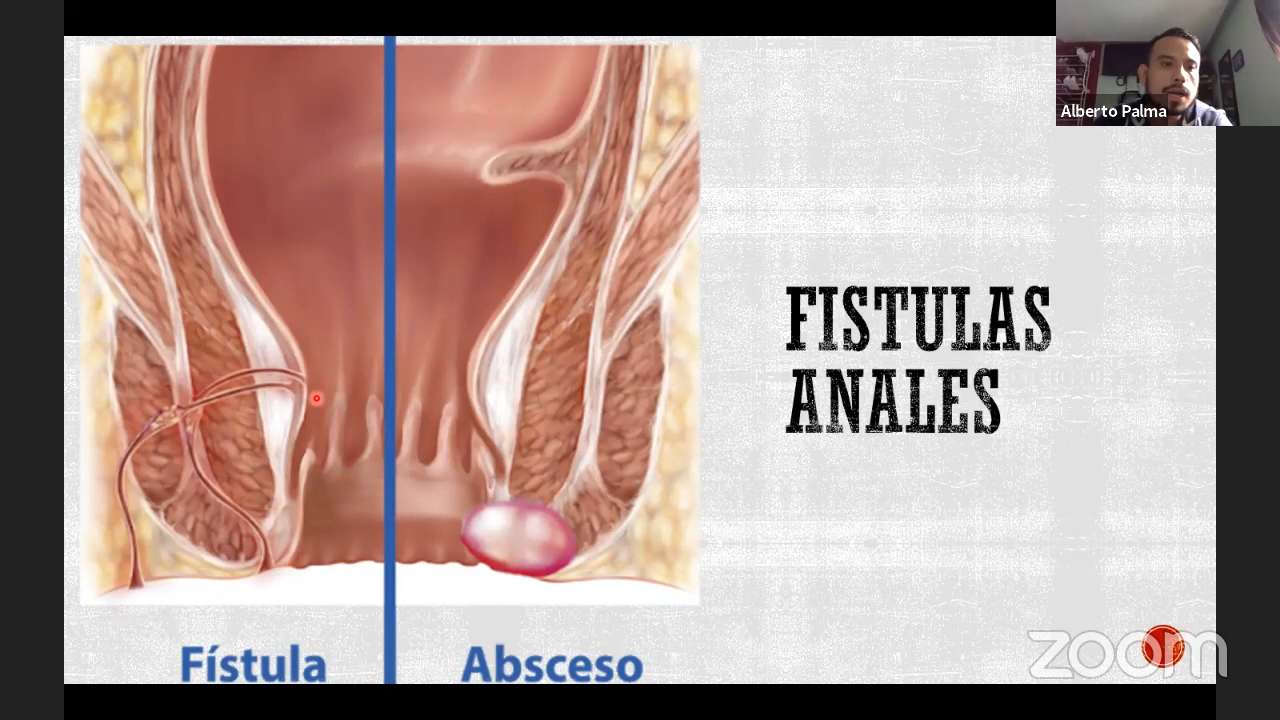 Alberto Palma
FISTULAS
ANALES
Fístula
Absceso
zoom